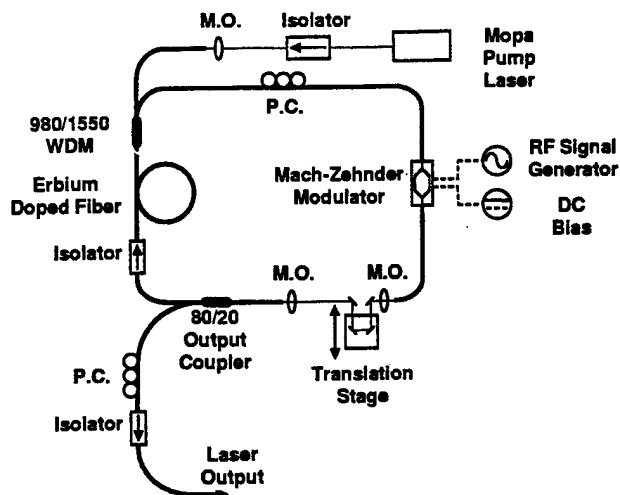 M.O.
Isolator
Mopa
Pump
Laser
P.C.
980/1550
WDM
Mach-Zehnder
Modulator
RF Signal
Generator
DC
Bias
Erbium
Doped Fiber
Isolator
M.O.
M.O.
80/20
Output
Coupler
Translation
Stage
P.C.
Isolator
Laser
Output